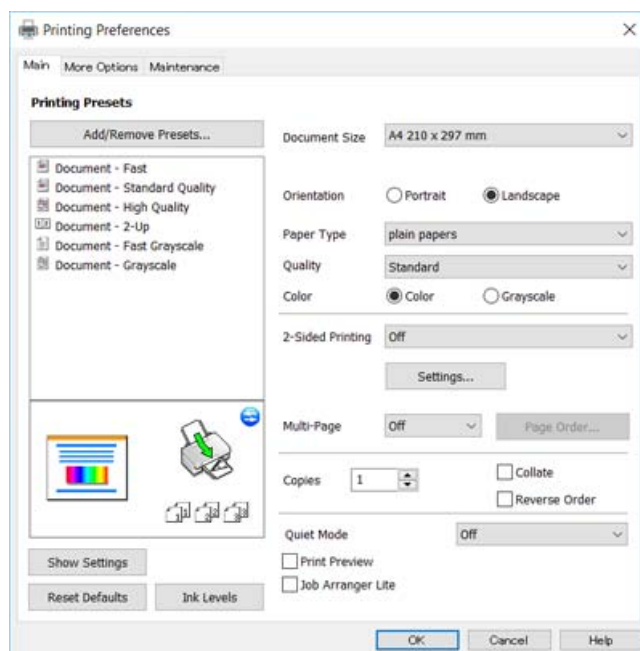 Printing Preferences
Main More Options Maintenance
Printing Presets
Add/Remove Presets...
Document - Fast
Document - Standard Quality
Document - High Quality
Document - 2-Up
Document - Fast Grayscale
Document - Grayscale
Show Settings
Reset Defaults Ink Levels
Document Size A4 210 x 297 mm
Orientation Portrait Landscape
Paper Type plain papers
Quality Standard
Color Color Grayscale
2-Sided Printing Off
Settings...
Multi-Page Off Page Order...
Copies 1 Collate
Reverse Order
Quiet Mode Off
Print Preview
Job Arranger Lite
OK Cancel Help